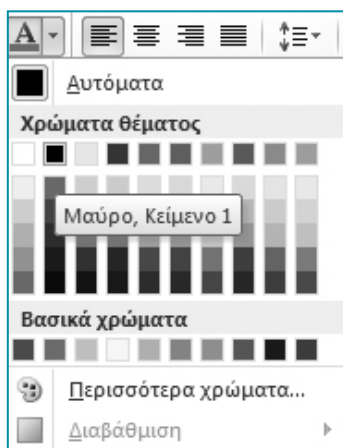 A
Αυτόματα
Χρώματα θέματος
Μαύρο, Κείμενο 1
Βασικά χρώματα
Περισσότερα χρώματα...
Διαβάθμιση